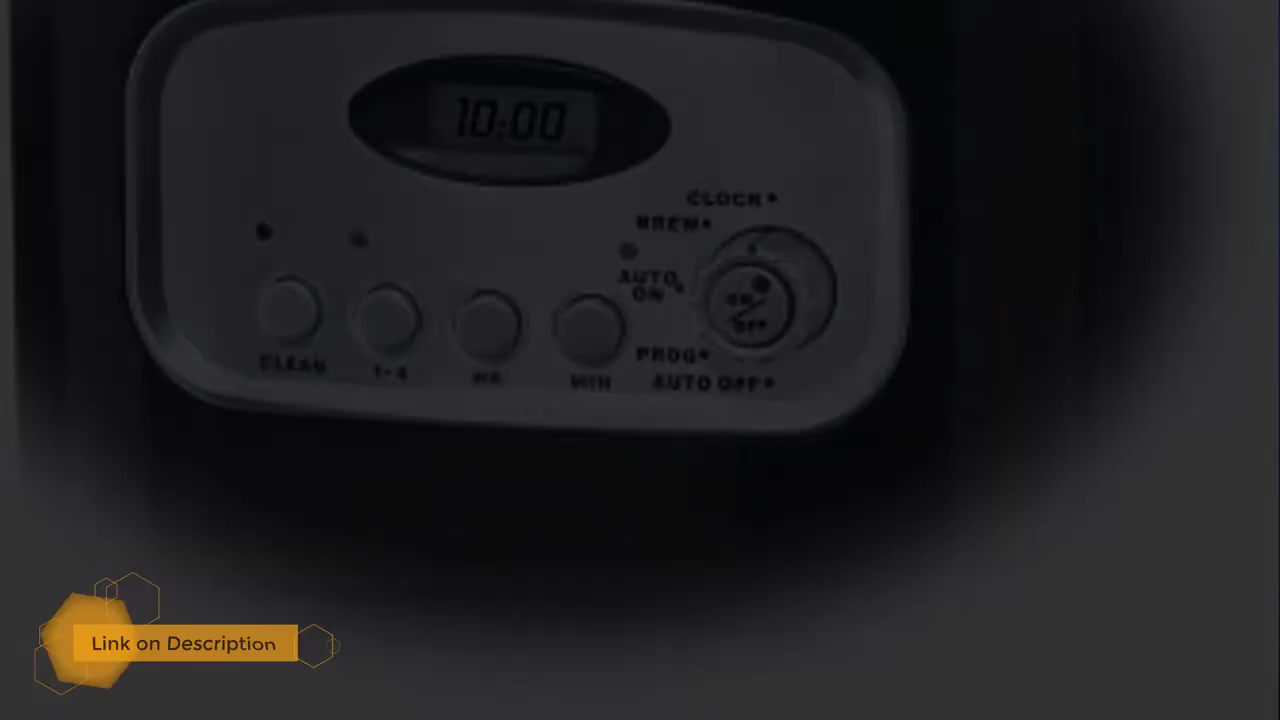 10:00
CLOCK
BREW
AUTO
ON
ON/
OFF
PROG
AUTO OFF
CLEAN
1-4
HR
MIN
Link on Description